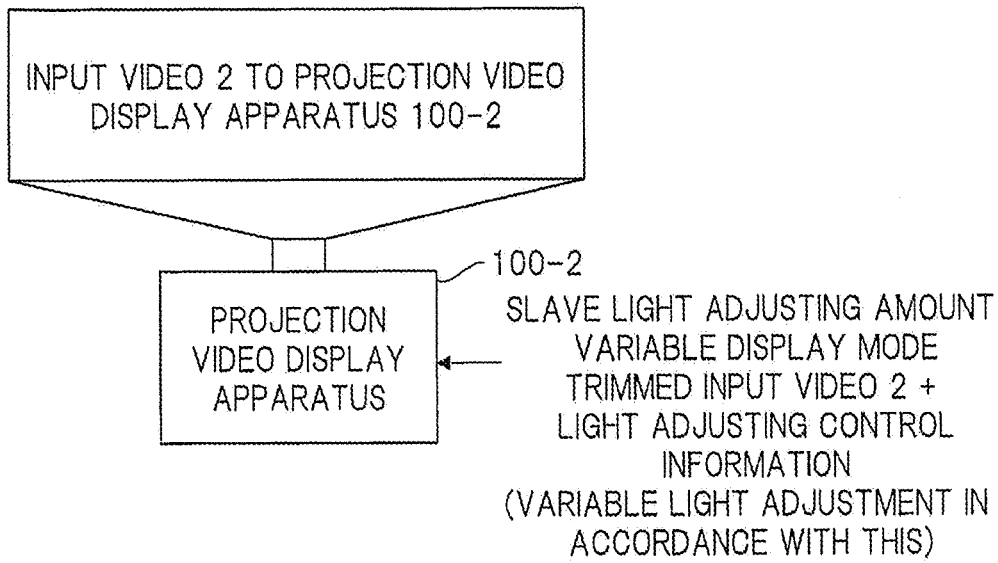 INPUT VIDEO 2 TO PROJECTION VIDEO
DISPLAY APPARATUS 100-2
100-2
PROJECTION
VIDEO DISPLAY
APPARATUS
SLAVE LIGHT ADJUSTING AMOUNT
VARIABLE DISPLAY MODE
TRIMMED INPUT VIDEO 2 +
LIGHT ADJUSTING CONTROL
INFORMATION
(VARIABLE LIGHT ADJUSTMENT IN
ACCORDANCE WITH THIS)